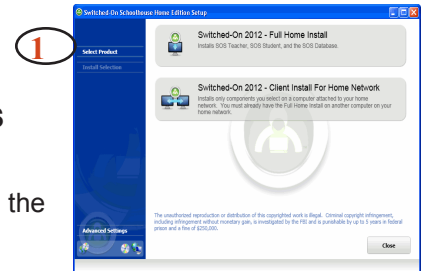 Switched-On Schoolhouse Home Edition Setup
1
Select Product
Install Selection
Switched-On 2012 - Full Home Install
Installs SOS Teacher, SOS Student, and the SOS Database.
Switched-On 2012 - Client Install For Home Network
Installs only components you select on a computer attached to your home
network. You must already have the Full Home Install on another computer on your
home network.
s
the
The unauthorized reproduction or distribution of this copyrighted work is illegal. Criminal copyright infringement,
including infringement without monetary gain, is investigated by the FBI and is punishable by up to 5 years in federal
prison and a fine of $250,000.
Advanced Settings
Close